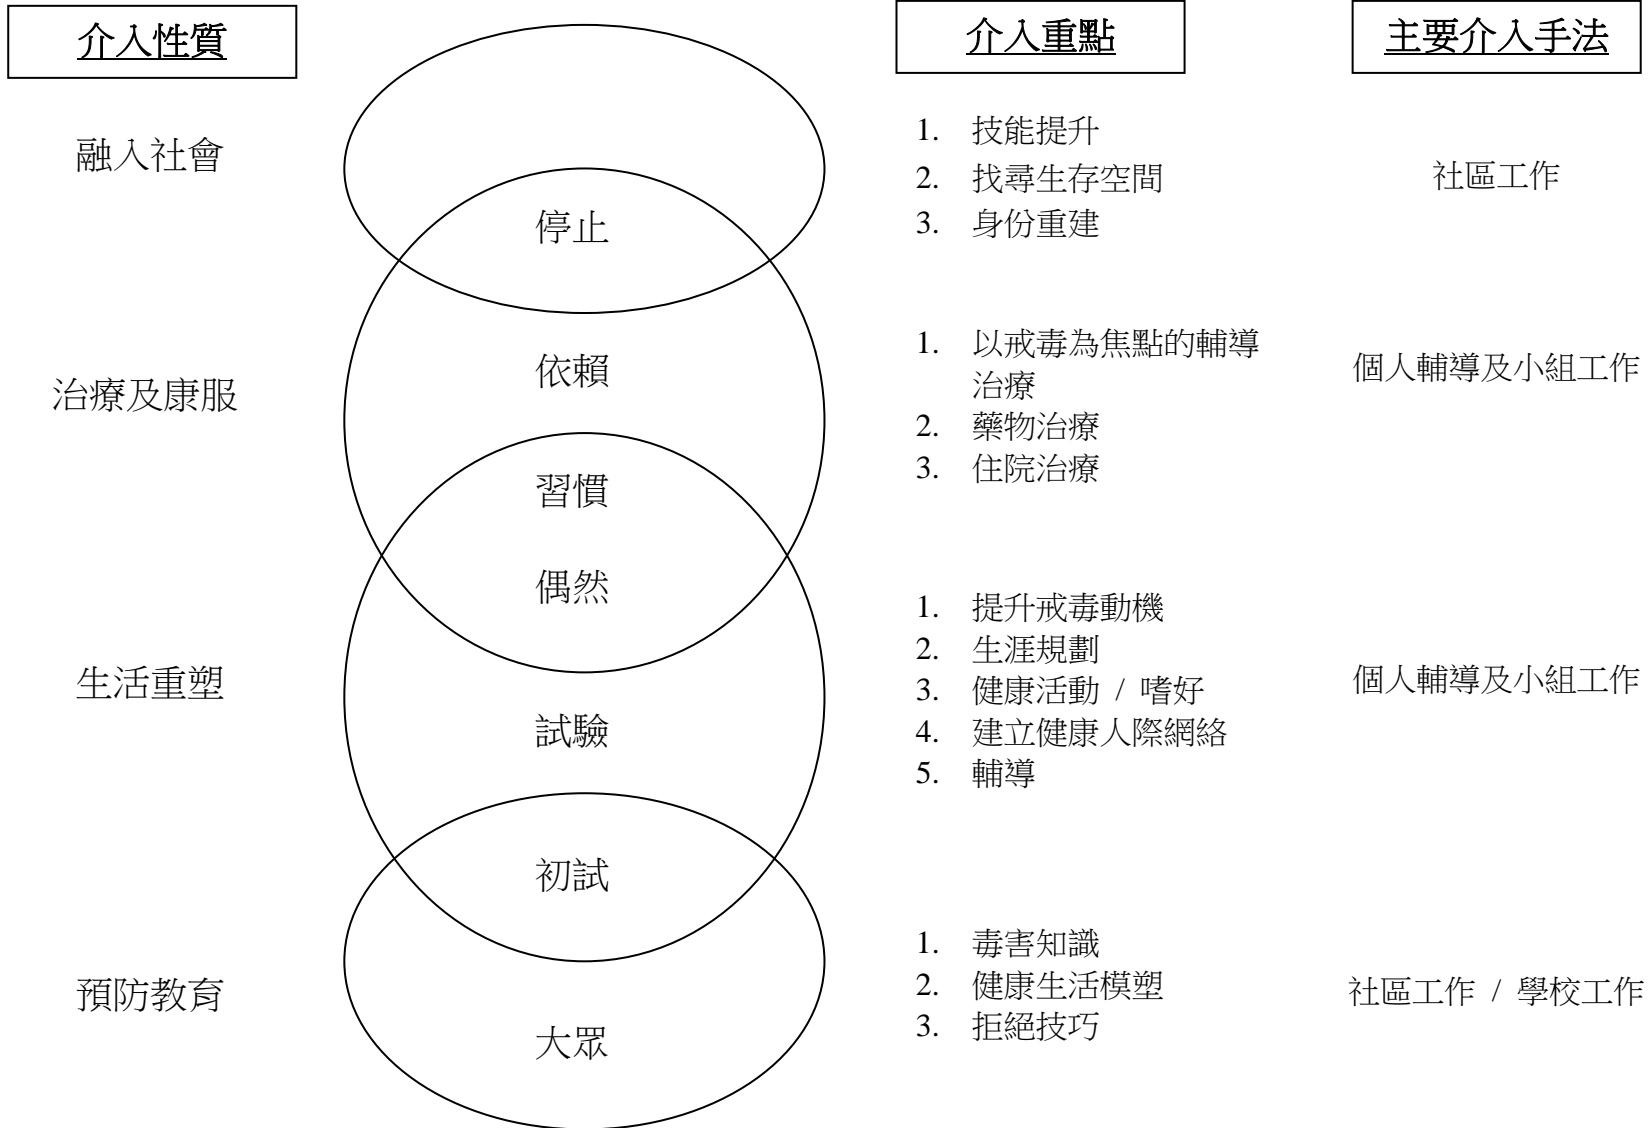 介入性質
介入重點
主要介入手法
融入社會
停止
1. 技能提升
2. 找尋生存空間
3. 身份重建
社區工作
治療及康服
依賴
習慣
1. 以戒毒為焦點的輔導
治療
2. 藥物治療
3. 住院治療
個人輔導及小組工作
生活重塑
偶然
試驗
1. 提升戒毒動機
2. 生涯規劃
3. 健康活動 / 嗜好
4. 建立健康人際網絡
5. 輔導
個人輔導及小組工作
預防教育
初試
大眾
1. 毒害知識
2. 健康生活模塑
3. 拒絕技巧
社區工作 / 學校工作